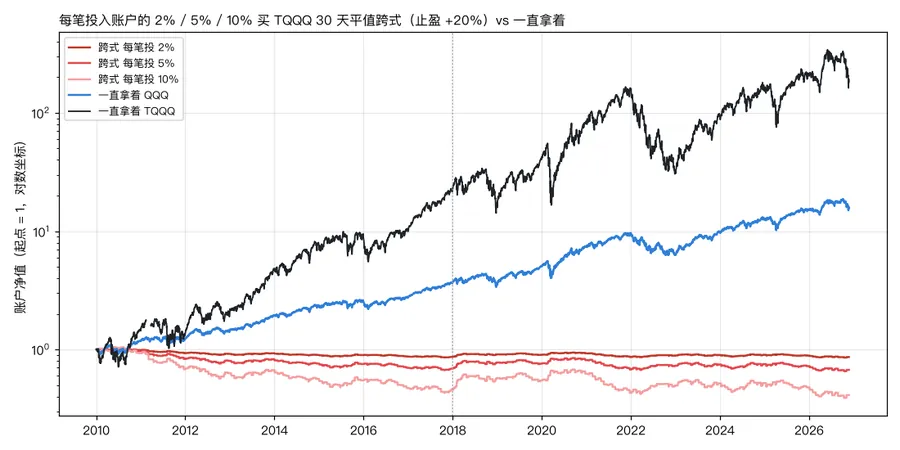 每笔投入账户的 2% / 5% / 10% 买 TQQQ 30 天平值跨式（止盈 +20%）vs 一直拿着
跨式 每笔投 2%
跨式 每笔投 5%
跨式 每笔投 10%
一直拿着 QQQ
一直拿着 TQQQ
账户净值（起点 = 1，对数坐标）
10²
10¹
10⁰
2010 2012 2014 2016 2018 2020 2022 2024 2026